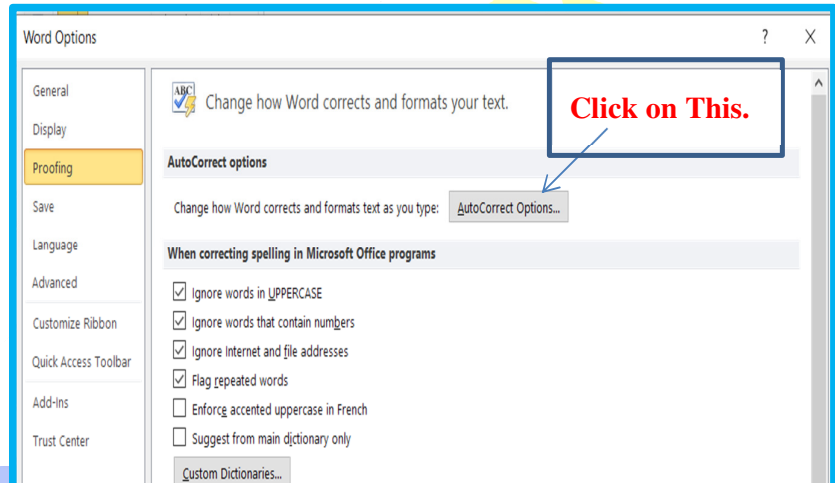 Word Options
?
X
General
Display
Proofing
Save
Language
Advanced
Customize Ribbon
Quick Access Toolbar
Add-Ins
Trust Center
ABC
Change how Word corrects and formats your text.
Click on This.
AutoCorrect options
Change how Word corrects and formats text as you type:
AutoCorrect Options...
When correcting spelling in Microsoft Office programs
Ignore words in UPPERCASE
Ignore words that contain numbers
Ignore Internet and file addresses
Flag repeated words
Enforce accented uppercase in French
Suggest from main dictionary only
Custom Dictionaries...